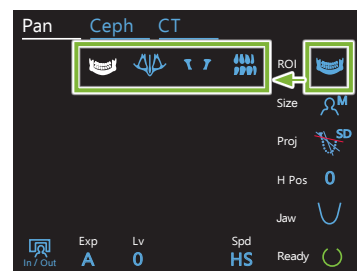 Pan Ceph CT
ROI
Size M
Proj SD
H Pos 0
Jaw
Exp Lv Spd
In / Out A 0 HS Ready